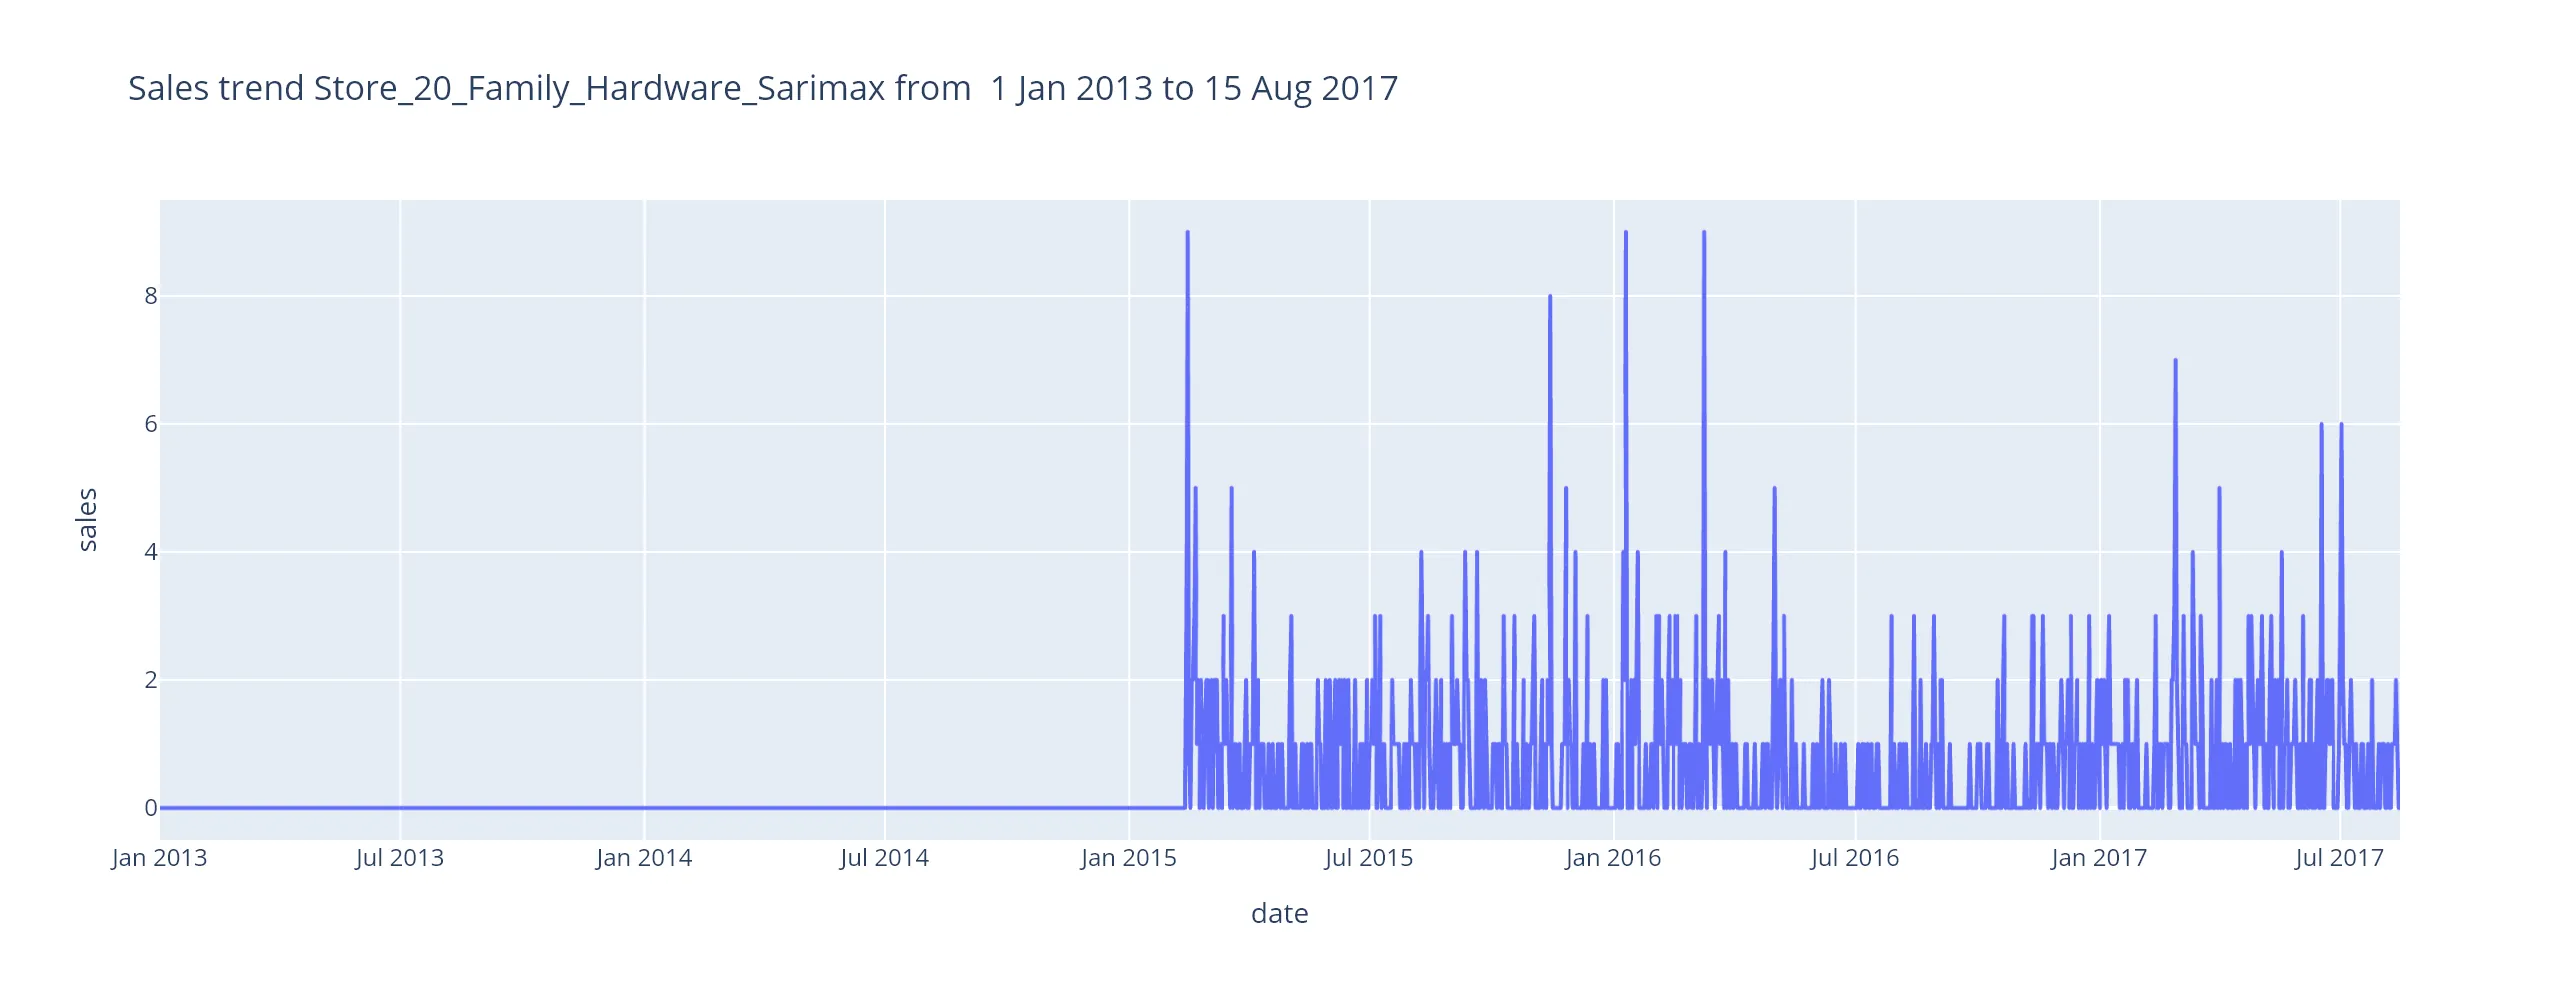 Sales trend Store_20_Family_Hardware_Sarimax from  1 Jan 2013 to 15 Aug 2017
8
6
4
2
0
sales
Jan 2013 Jul 2013 Jan 2014 Jul 2014 Jan 2015 Jul 2015 Jan 2016 Jul 2016 Jan 2017 Jul 2017
date